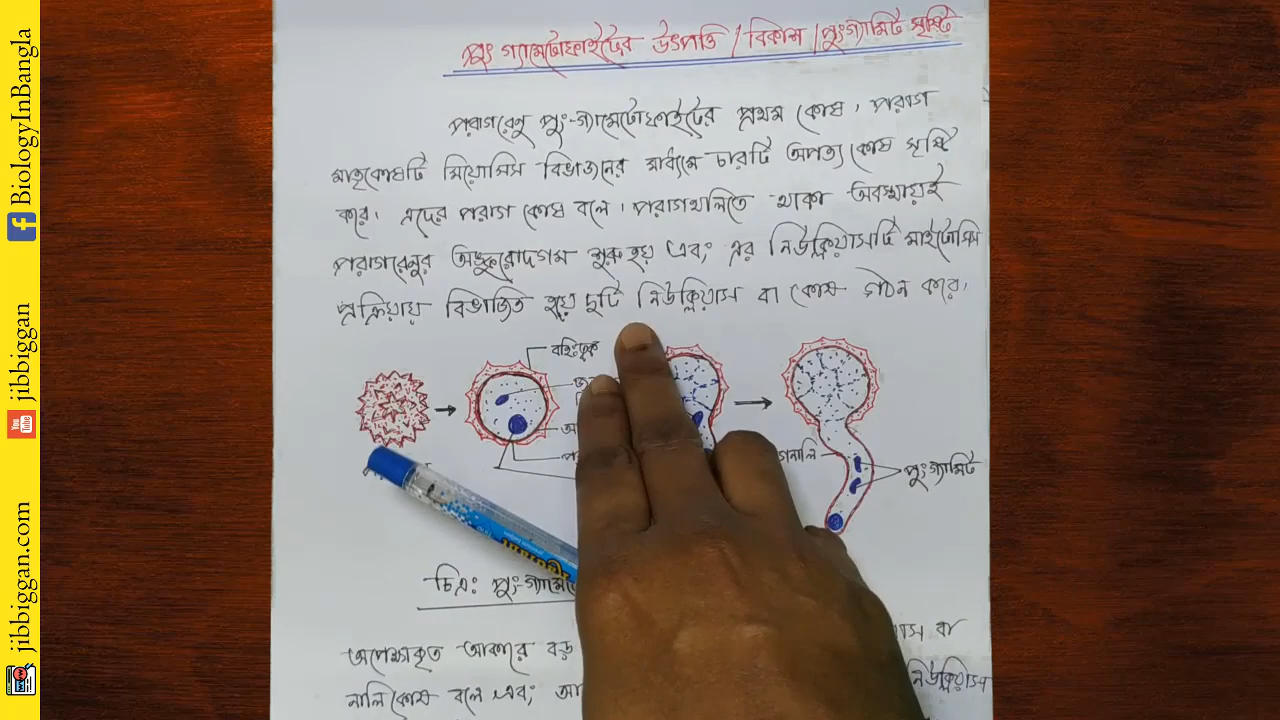 পুং গ্যামেটোফাইটের উৎপত্তি / বিকাশ / পুংগ্যামিট সৃষ্টি
পরাগরেনু পুং-গ্যামেটোফাইটের প্রথম কোষ। পরাগ
মাতৃকোষটি মিয়োসিস বিভাজনের মাধ্যমে চারটি অপত্য কোষ সৃষ্টি
করে। এদের পরাগ কোষ বলে। পরাগথলিতে থাকা অবস্থায়ই
পরাগরেনুর অঙ্কুরোদগম শুরু হয় এবং এর নিউক্লিয়াসটি মাইটোসিস
প্রক্রিয়ায় বিভাজিত হয়ে দুটি নিউক্লিয়াস বা কোষ গঠন করে।
বহিঃত্বক
পুংগ্যামিট
চিত্র: পুং-গ্যামেটো
অপেক্ষাকৃত আকারে বড়
বা
নালিকোষ বলে এবং
নিউক্লিয়াস
BiologyInBangla
jibbiggan
jibbiggan.com